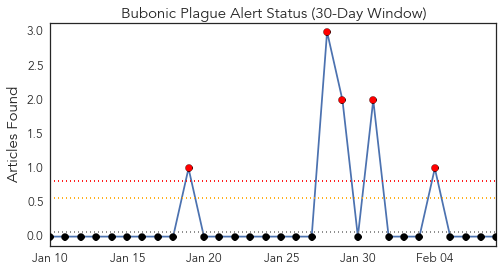 Bubonic Plague Alert Status (30-Day Window)
Articles Found
3.0
2.5
2.0
1.5
1.0
0.5
0.0
Jan 10 Jan 15 Jan 20 Jan 25 Jan 30 Feb 04